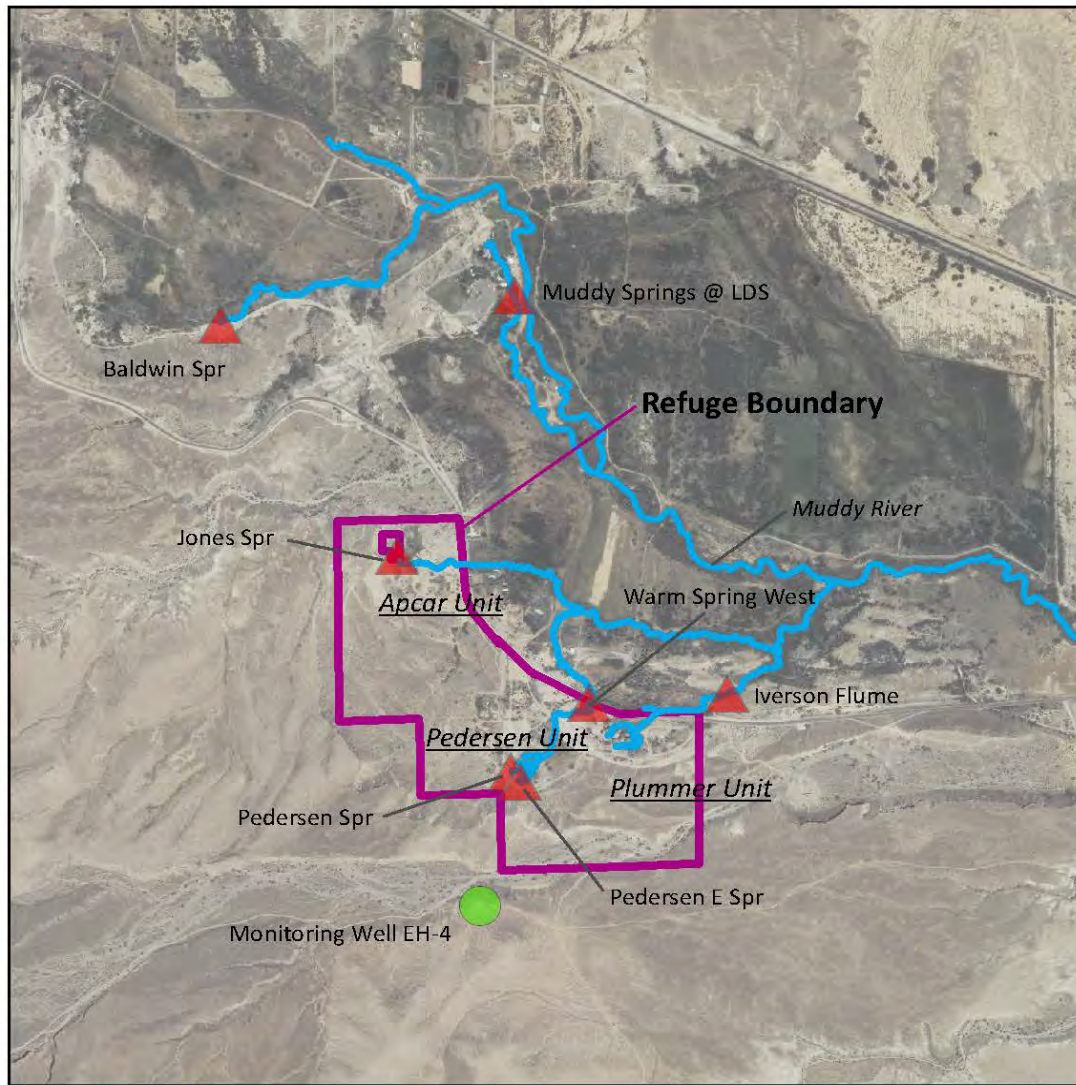 Muddy Springs @ LDS
Baldwin Spr
Refuge Boundary
Muddy River
Jones Spr
Warm Spring West
Apcar Unit
Iverson Flume
Pedersen Unit
Plummer Unit
Pedersen Spr
Pedersen E Spr
Monitoring Well EH-4